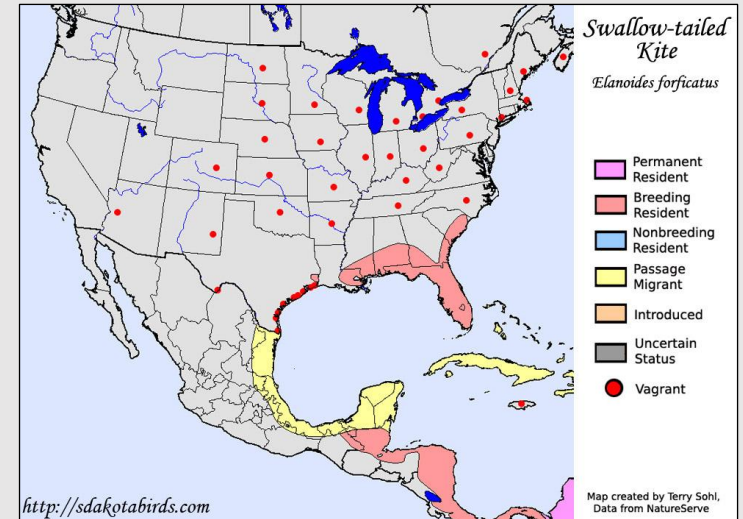 Swallow-tailed
Kite
Elanoides forficatus
Permanent
Resident
Breeding
Resident
Nonbreeding
Resident
Passage
Migrant
Introduced
Uncertain
Status
Vagrant
Map created by Terry Sohl,
Data from NatureServe
http://sdakotabirds.com